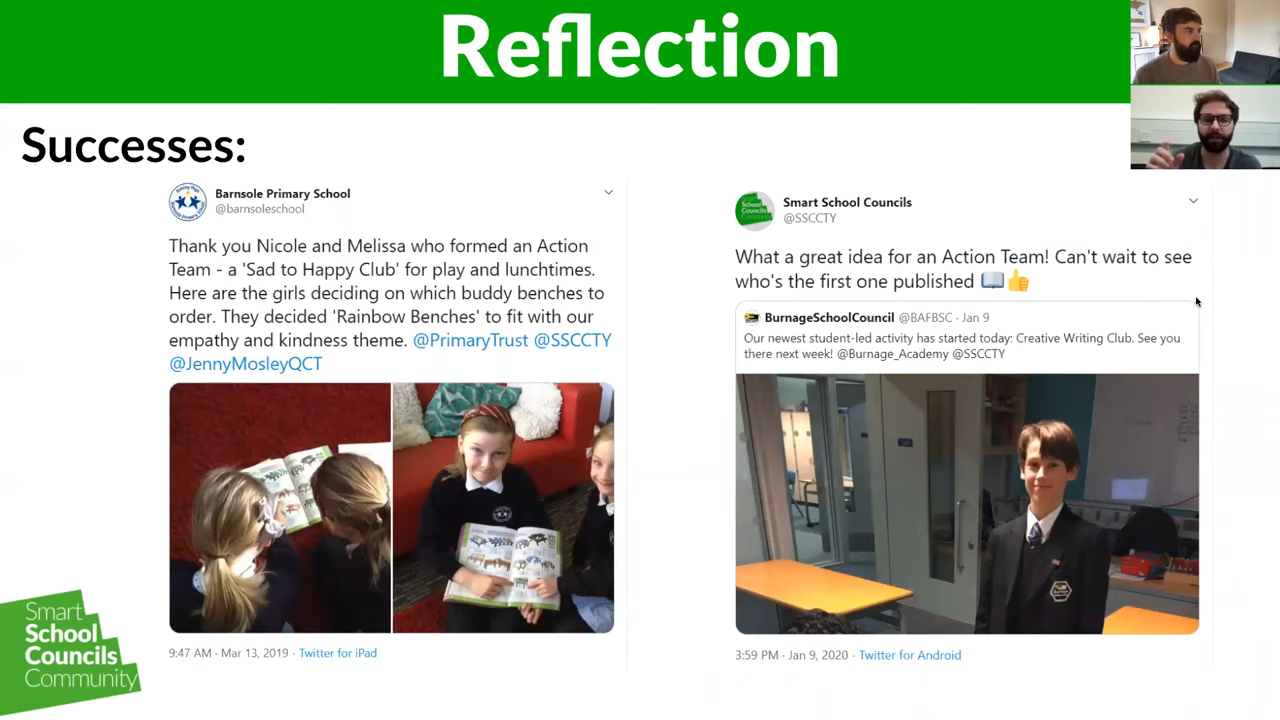 Reflection
Successes:
Barnsole Primary School
@barnsoleschool
Thank you Nicole and Melissa who formed an Action
Team - a 'Sad to Happy Club' for play and lunchtimes.
Here are the girls deciding on which buddy benches to
order. They decided 'Rainbow Benches' to fit with our
empathy and kindness theme. @PrimaryTrust @SSCCTY
@JennyMosleyQCT
9:47 AM · Mar 13, 2019 · Twitter for iPad
Smart School Councils
@SSCCTY
What a great idea for an Action Team! Can't wait to see
who's the first one published 📖👍
BurnageSchoolCouncil @BAFBSC · Jan 9
Our newest student-led activity has started today: Creative Writing Club. See you
there next week! @Burnage_Academy @SSCCTY
3:59 PM · Jan 9, 2020 · Twitter for Android
Smart
School
Councils
Community